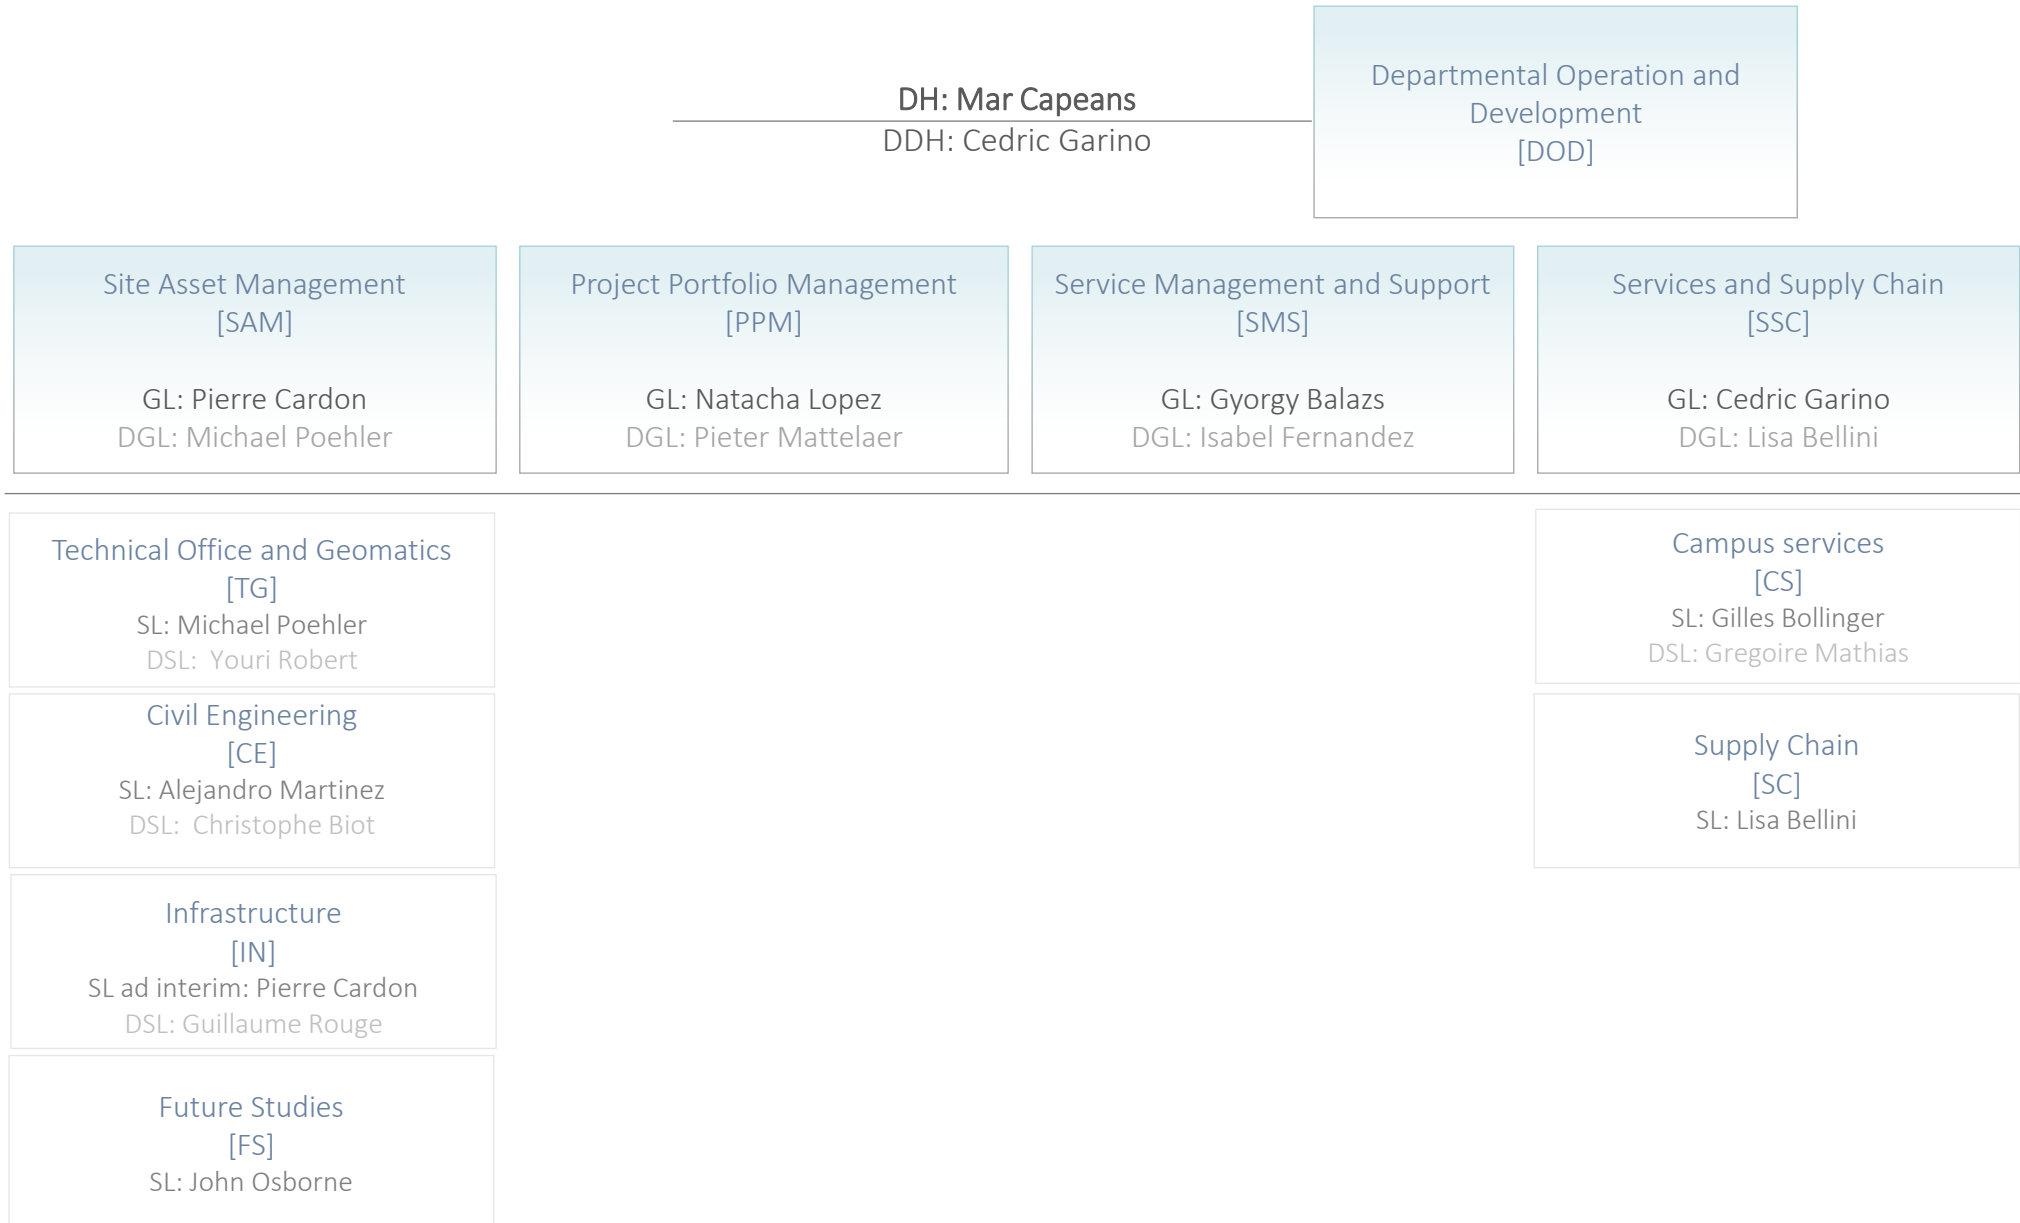 DH: Mar Capeans
DDH: Cedric Garino
Departmental Operation and
Development
[DOD]
Site Asset Management
[SAM]
GL: Pierre Cardon
DGL: Michael Poehler
Project Portfolio Management
[PPM]
GL: Natacha Lopez
DGL: Pieter Mattelaer
Service Management and Support
[SMS]
GL: Gyorgy Balazs
DGL: Isabel Fernandez
Services and Supply Chain
[SSC]
GL: Cedric Garino
DGL: Lisa Bellini
Technical Office and Geomatics
[TG]
SL: Michael Poehler
DSL:  Youri Robert
Civil Engineering
[CE]
SL: Alejandro Martinez
DSL:  Christophe Biot
Infrastructure
[IN]
SL ad interim: Pierre Cardon
DSL: Guillaume Rouge
Future Studies
[FS]
SL: John Osborne
Campus services
[CS]
SL: Gilles Bollinger
DSL: Gregoire Mathias
Supply Chain
[SC]
SL: Lisa Bellini